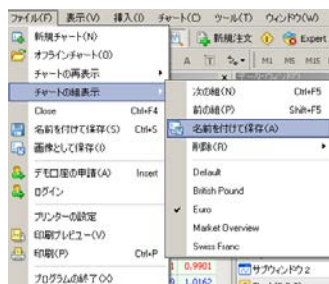 ファイル(F) 表示(V) 挿入(I) チャート(C) ツール(T) ウィンドウ(W)
新規チャート(N)
新規注文
Expert
オフラインチャート(O)
チャートの再表示
M1 M5 M15
チャートの組表示
次の組(N) Ctrl+F5
Close Ctrl+F4
前の組(P) Shift+F5
名前を付けて保存(S) Ctrl+S
名前を付けて保存(A)
画像として保存(I)
削除(R)
デモ口座の申請(A) Insert
Default
ログイン
British Pound
プリンターの設定
Euro
印刷プレビュー(V)
Market Overview
印刷(P) Ctrl+P
Swiss Franc
プログラムの終了(X)
0.9901
サブウィンドウ 2
1.0162